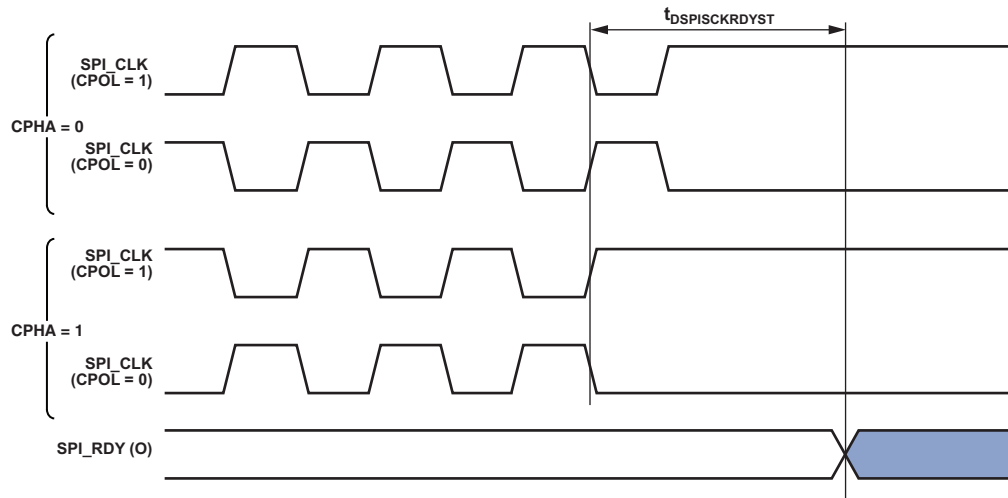 tDSPISCKRDYST
SPI_CLK
(CPOL = 1)
CPHA = 0
SPI_CLK
(CPOL = 0)
SPI_CLK
(CPOL = 1)
CPHA = 1
SPI_CLK
(CPOL = 0)
SPI_RDY (O)